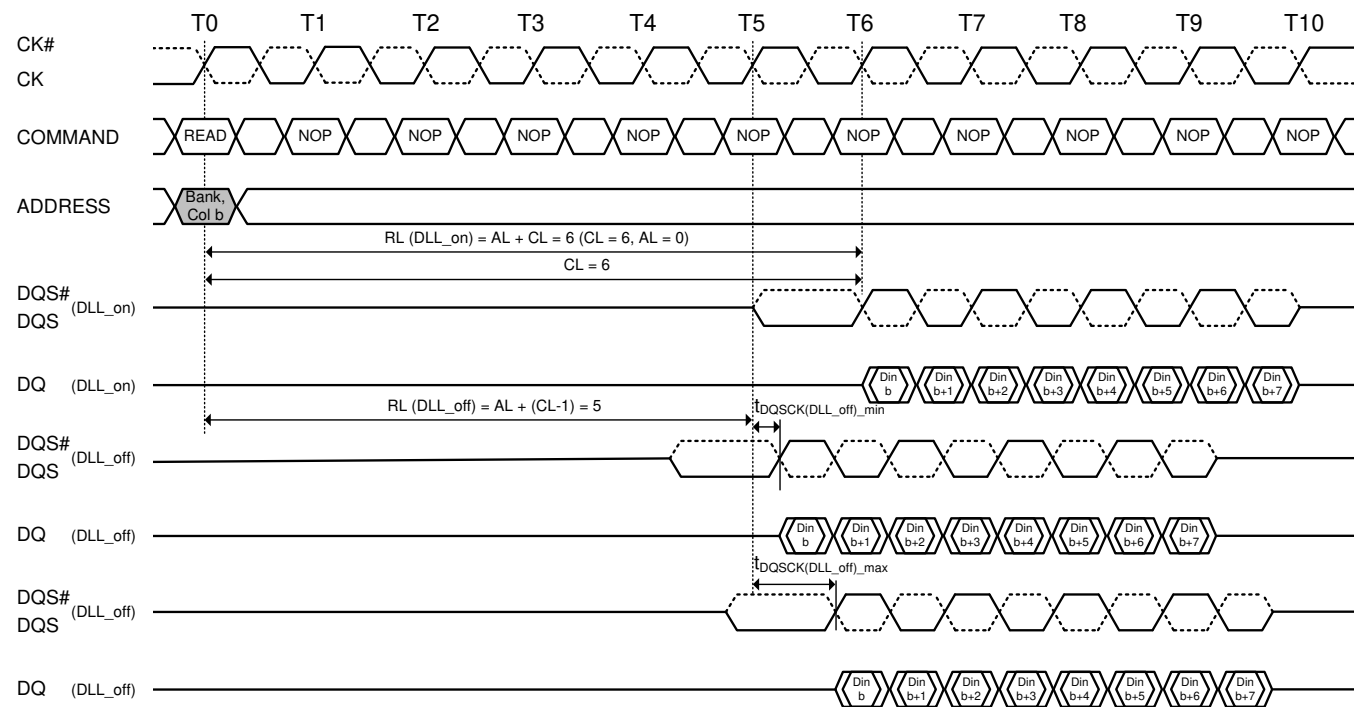 T0 T1 T2 T3 T4 T5 T6 T7 T8 T9 T10
CK#
CK
COMMAND READ NOP NOP NOP NOP NOP NOP NOP NOP NOP NOP
ADDRESS Bank, Col b
RL (DLL_on) = AL + CL = 6 (CL = 6, AL = 0)
CL = 6
DQS# (DLL_on)
DQS
DQ (DLL_on) Din b Din b+1 Din b+2 Din b+3 Din b+4 Din b+5 Din b+6 Din b+7
RL (DLL_off) = AL + (CL-1) = 5 tDQSCK(DLL_off)_min
DQS# (DLL_off)
DQS
DQ (DLL_off) Din b Din b+1 Din b+2 Din b+3 Din b+4 Din b+5 Din b+6 Din b+7
tDQSCK(DLL_off)_max
DQS# (DLL_off)
DQS
DQ (DLL_off) Din b Din b+1 Din b+2 Din b+3 Din b+4 Din b+5 Din b+6 Din b+7